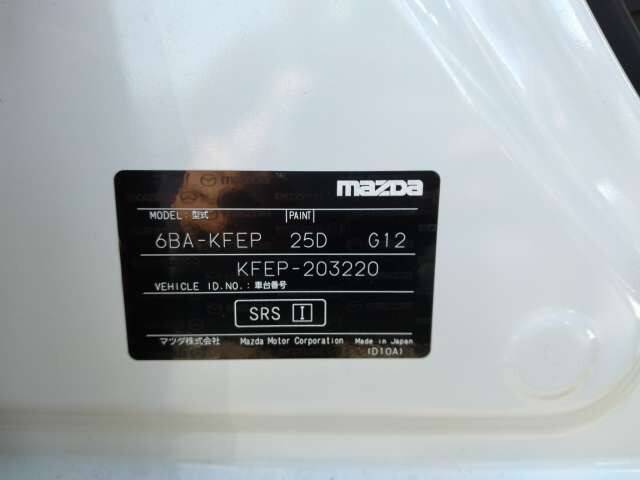 mazda
MODEL:型式 PAINT
6BA-KFEP 25D G12
KFEP-203220
VEHICLE ID.NO.:車台番号
SRS I
マツダ株式会社 Mazda Motor Corporation Made in Japan
(D10A)